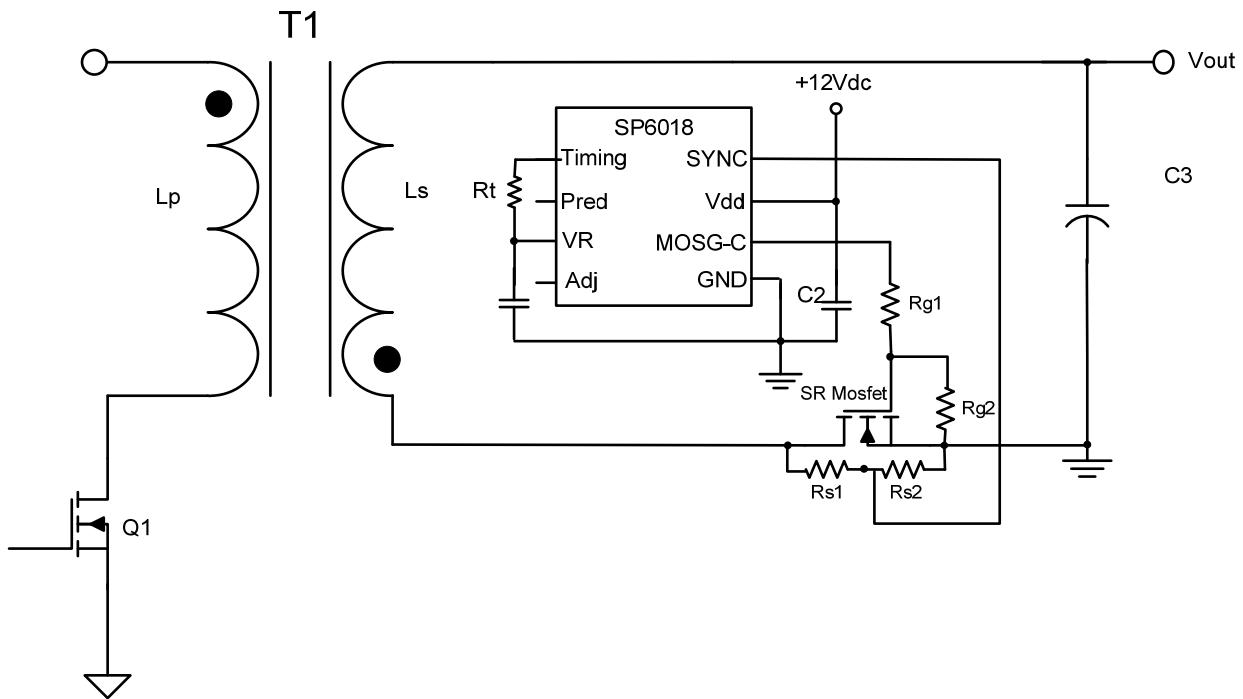 T1
Vout
+12Vdc
SP6018
Timing
SYNC
C3
Rt
Lp
Ls
Pred
Vdd
VR
MOSG-C
Adj
GND
C2
Rg1
SR Mosfet
Rg2
Rs1
Rs2
Q1